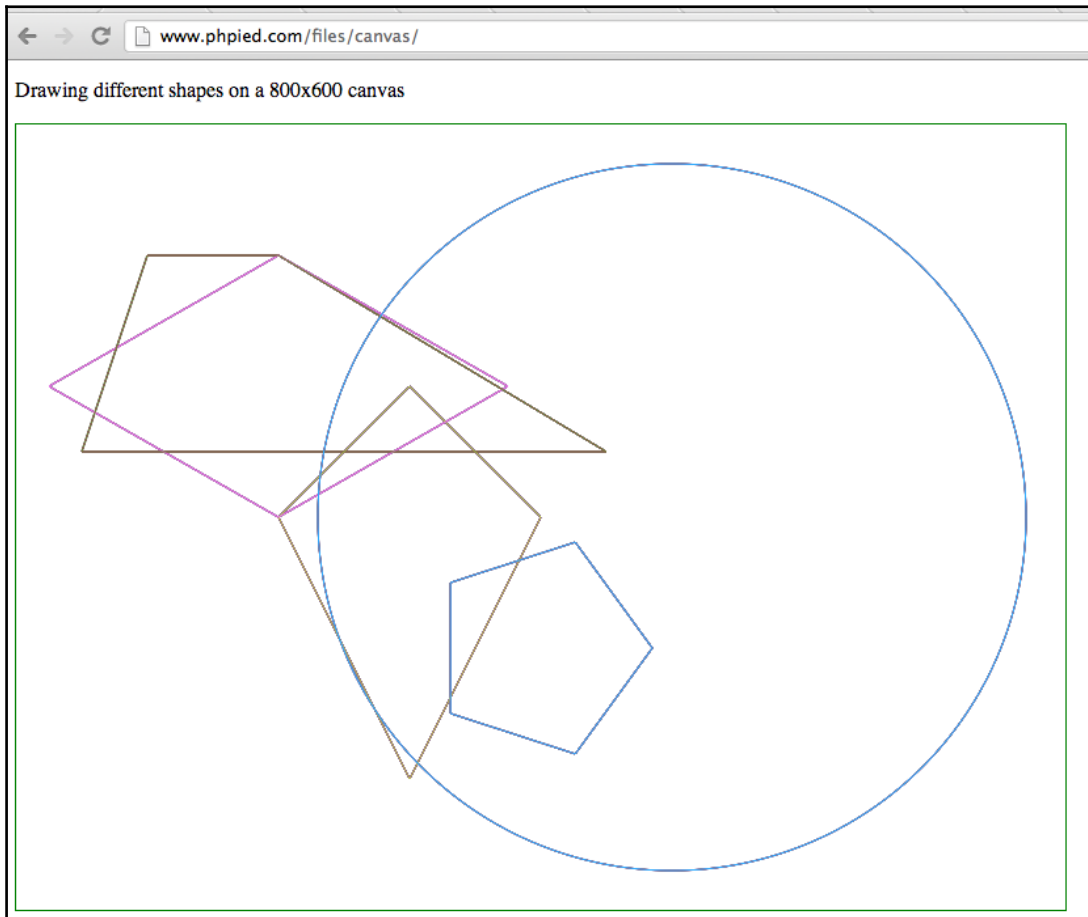 www.phpied.com/files/canvas/
Drawing different shapes on a 800x600 canvas